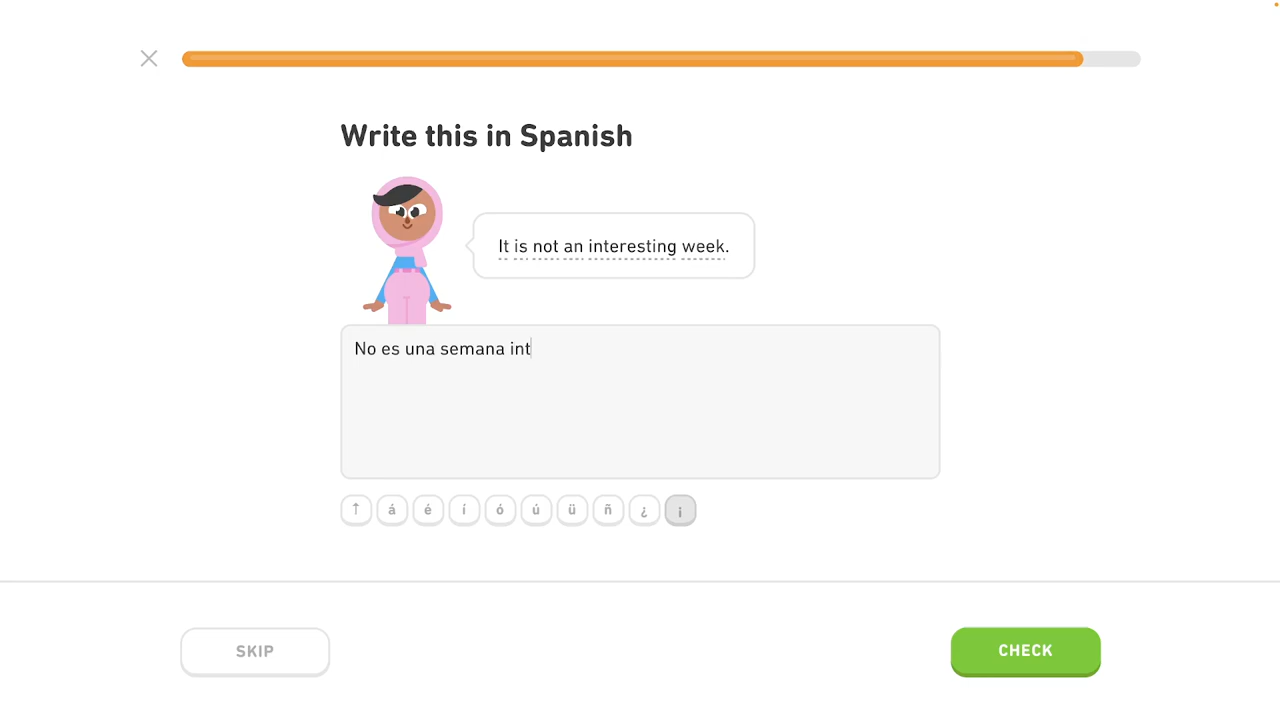 Write this in Spanish
It is not an interesting week.
No es una semana int
↑ á é í ó ú ü ñ ¿ ¡
SKIP
CHECK